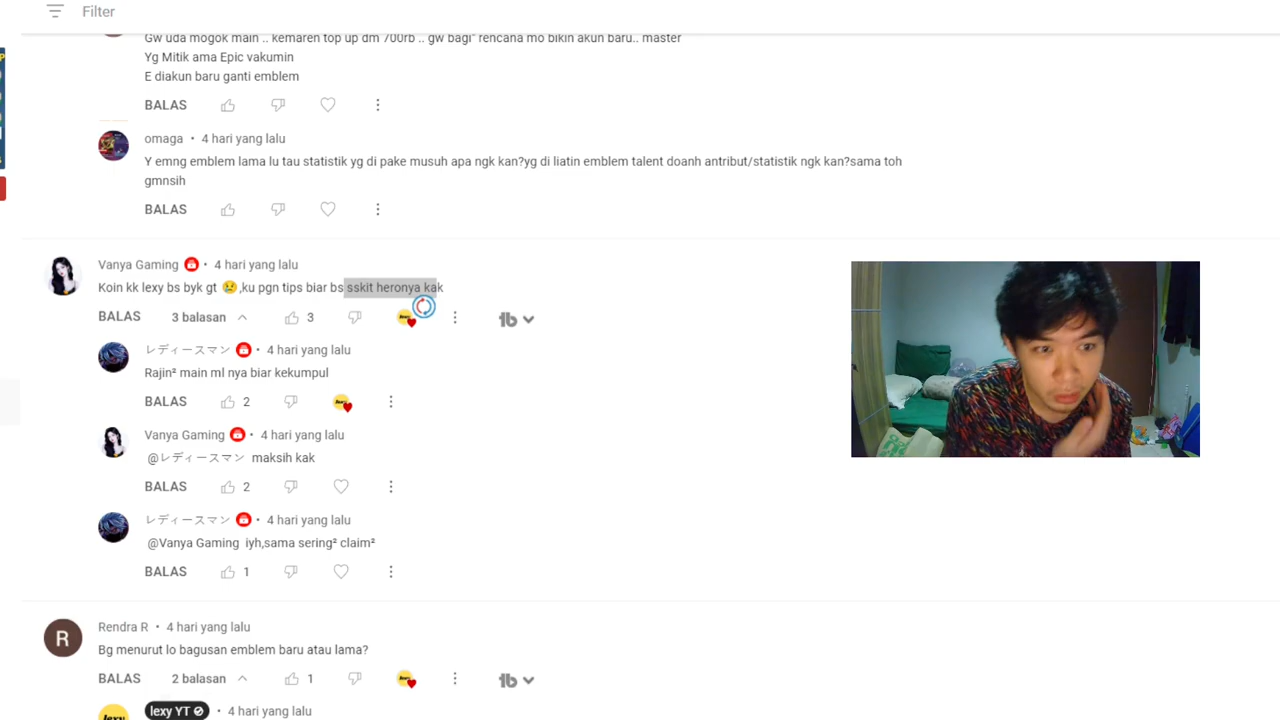 Filter
Gw uda mogok main .. kemaren top up dm 700rb .. gw bagi" rencana mo bikin akun baru.. master
Yg Mitik ama Epic vakumin
E diakun baru ganti emblem
BALAS
omaga • 4 hari yang lalu
Y emng emblem lama lu tau statistik yg di pake musuh apa ngk kan?yg di liatin emblem talent doanh antribut/statistik ngk kan?sama toh
gmnsih
BALAS
Vanya Gaming • 4 hari yang lalu
Koin kk lexy bs byk gt 😢,ku pgn tips biar bs sskit heronya kak
BALAS 3 balasan 3
レディースマン • 4 hari yang lalu
Rajin² main ml nya biar kekumpul
BALAS 2
Vanya Gaming • 4 hari yang lalu
@レディースマン maksih kak
BALAS 2
レディースマン • 4 hari yang lalu
@Vanya Gaming iyh,sama sering² claim²
BALAS 1
R
Rendra R • 4 hari yang lalu
Bg menurut lo bagusan emblem baru atau lama?
BALAS 2 balasan 1
lexy YT • 4 hari yang lalu